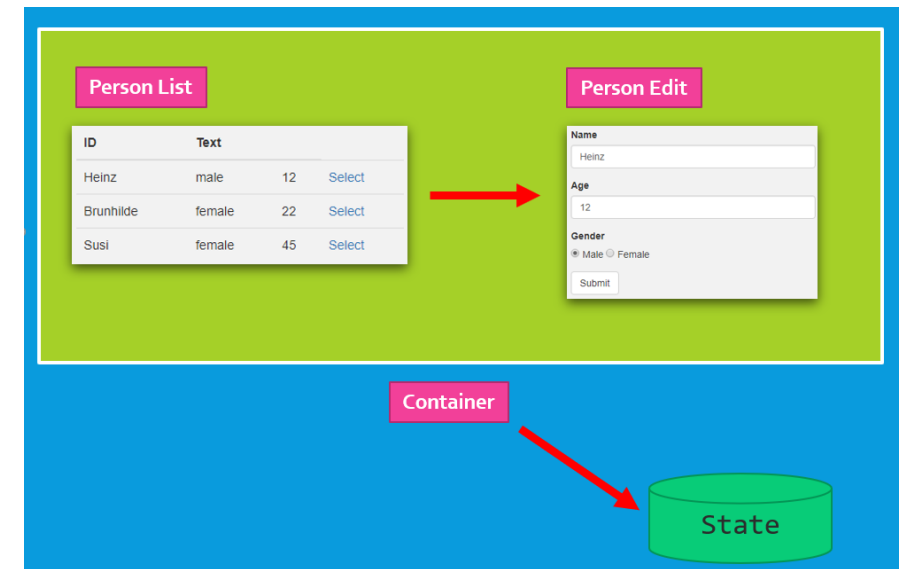 Person List
ID Text
Heinz male 12 Select
Brunhilde female 22 Select
Susi female 45 Select
Person Edit
Name
Heinz
Age
12
Gender
Male Female
Submit
Container
State